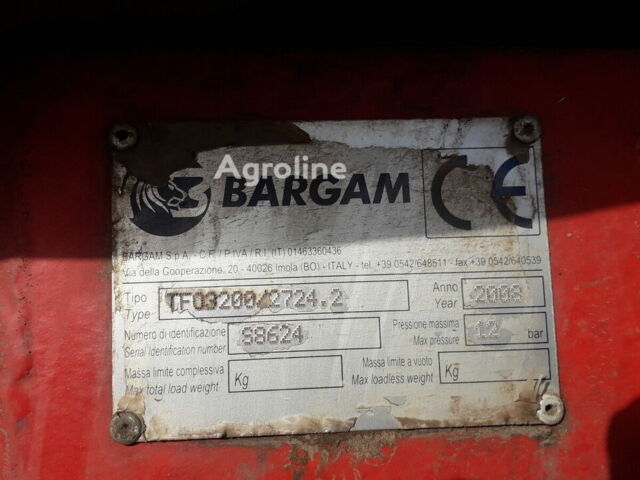 Agroline
BARGAM CE
BARGAM S.p.A. - C.F. / P.IVA / R.I. (IT) 01463360436
Via della Cooperazione, 20 - 40026 Imola (BO) - ITALY - tel. +39 0542/648511 - fax +39 0542/640539
Tipo Type TF03200/2724.2 Anno Year 2008
Numero di identificazione Serial Identification number 88624 Pressione massima Max pressure 12 bar
Massa limite complessiva Max total load weight Kg Massa limite a vuoto Max loadless weight Kg